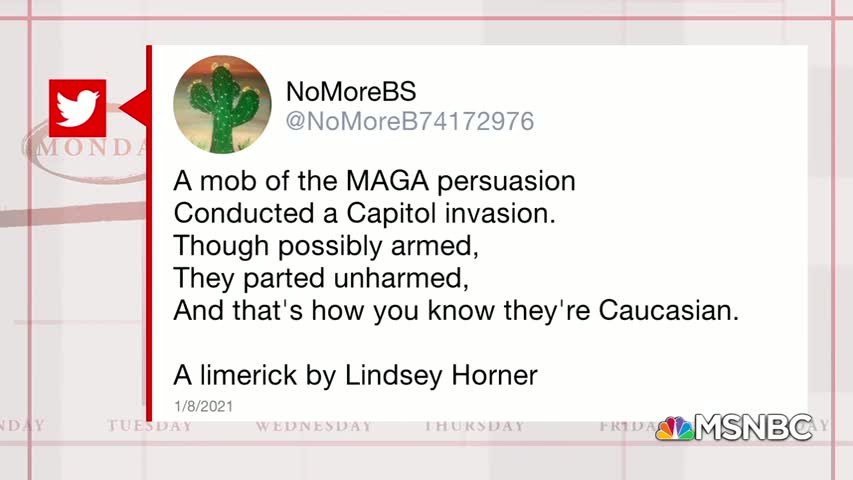 NoMoreBS
@NoMoreB74172976
MONDA
A mob of the MAGA persuasion
Conducted a Capitol invasion.
Though possibly armed,
They parted unharmed,
And that's how you know they're Caucasian.
A limerick by Lindsey Horner
1/8/2021
NDAY TUESDAY WEDNESDAY THURSDAY FRIDA AY
MSNBC